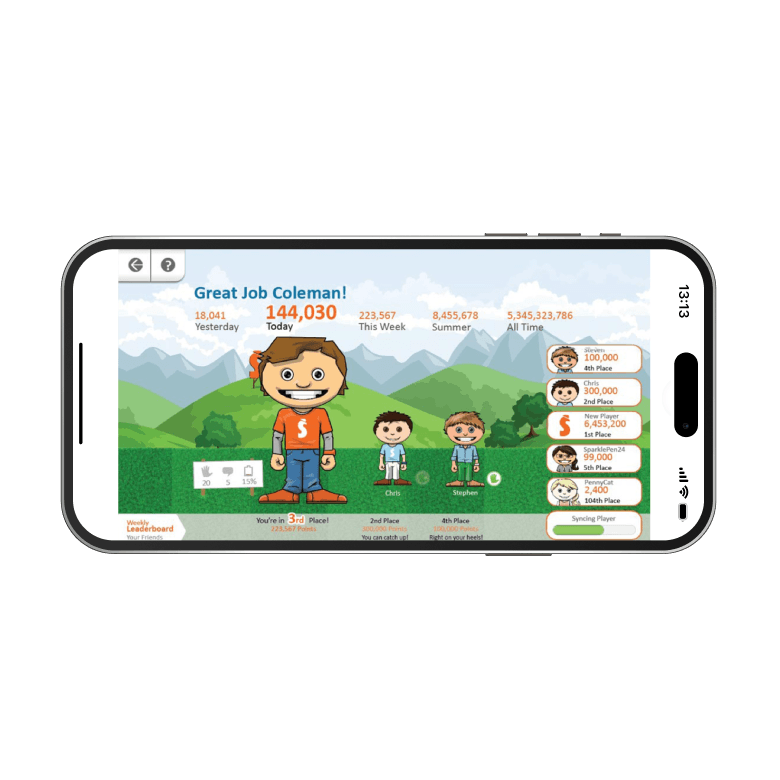 Great Job Coleman!
18,041
Yesterday
144,030
Today
223,567
This Week
8,455,678
Summer
5,345,323,786
All Time
13:13
Steven
100,000
4th Place
Chris
300,000
2nd Place
New Player
6,453,200
1st Place
SparklePen24
99,000
5th Place
PennyCat
2,400
104th Place
Syncing Player
20
5
15%
Chris
Stephen
Weekly
Leaderboard
Your Friends
You're in 3rd Place!
223,567 Points
2nd Place
300,000 Points
You can catch up!
4th Place
100,000 Points
Right on your heels!